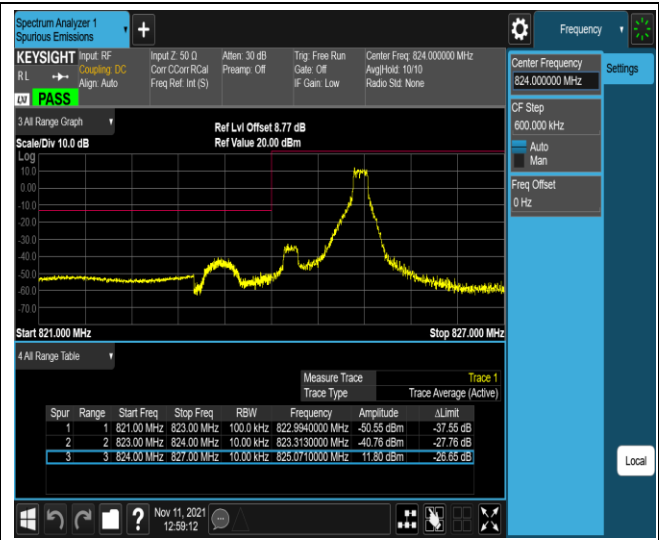 Spectrum Analyzer 1
Spurious Emissions
+
Frequency
KEYSIGHT Input: RF Input Z: 50 Ω Atten: 30 dB Trig: Free Run Center Freq: 824.000000 MHz
RL Coupling: DC Corr CCorr RCal Preamp: Off Gate: Off Avg|Hold: 10/10
Align: Auto Freq Ref: Int (S) IF Gain: Low Radio Std: None
LXI PASS
Center Frequency
824.000000 MHz
Settings
CF Step
600.000 kHz
Auto
Man
Freq Offset
0 Hz
3 All Range Graph
Ref Lvl Offset 8.77 dB
Scale/Div 10.0 dB Ref Value 20.00 dBm
Log
10.0
0.00
-10.0
-20.0
-30.0
-40.0
-50.0
-60.0
-70.0
Start 821.000 MHz Stop 827.000 MHz
4 All Range Table
Measure Trace Trace 1
Trace Type Trace Average (Active)
Spur Range Start Freq Stop Freq RBW Frequency Amplitude ΔLimit
1 1 821.00 MHz 823.00 MHz 100.0 kHz 822.9940000 MHz -50.55 dBm -37.55 dB
2 2 823.00 MHz 824.00 MHz 10.00 kHz 823.3130000 MHz -40.76 dBm -27.76 dB
3 3 824.00 MHz 827.00 MHz 10.00 kHz 825.0710000 MHz 11.80 dBm -26.65 dB
Local
? Nov 11, 2021
12:59:12